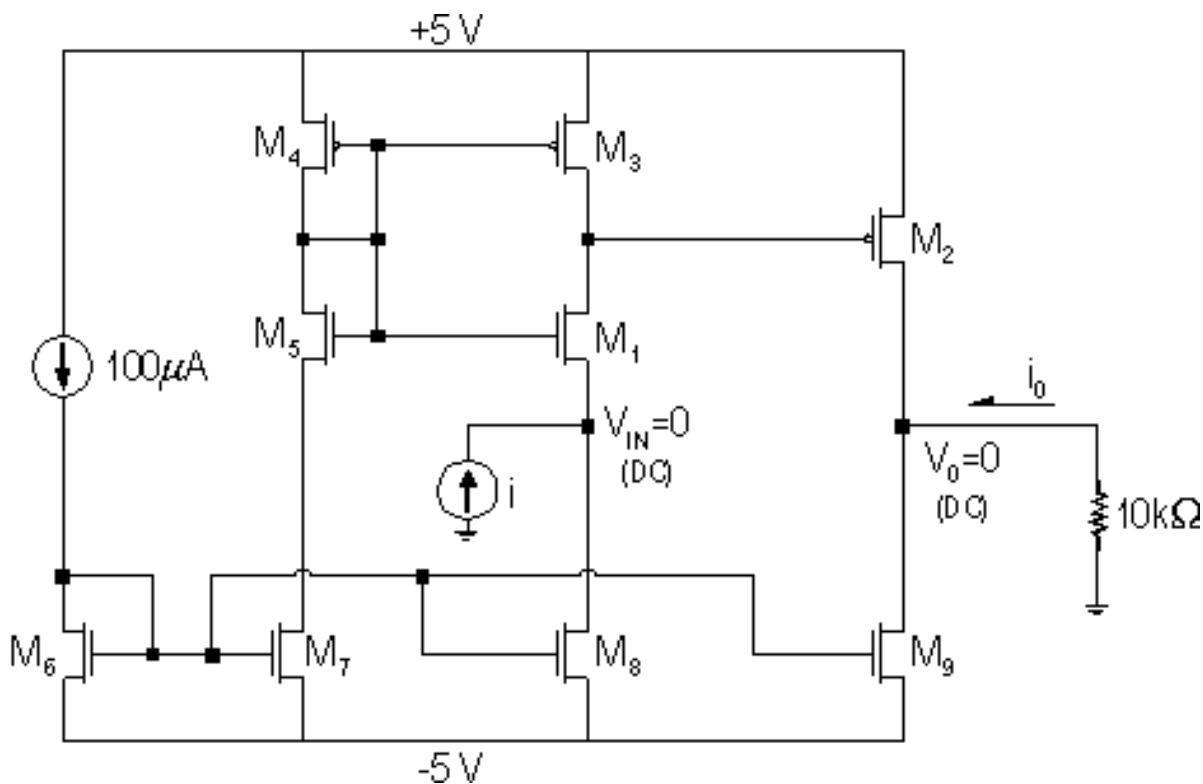 +5 V
M4
M3
M2
M5
M1
100μA
i0
VIN=0
(DC)
V0=0
(DC)
i
10kΩ
M6
M7
M8
M9
-5 V